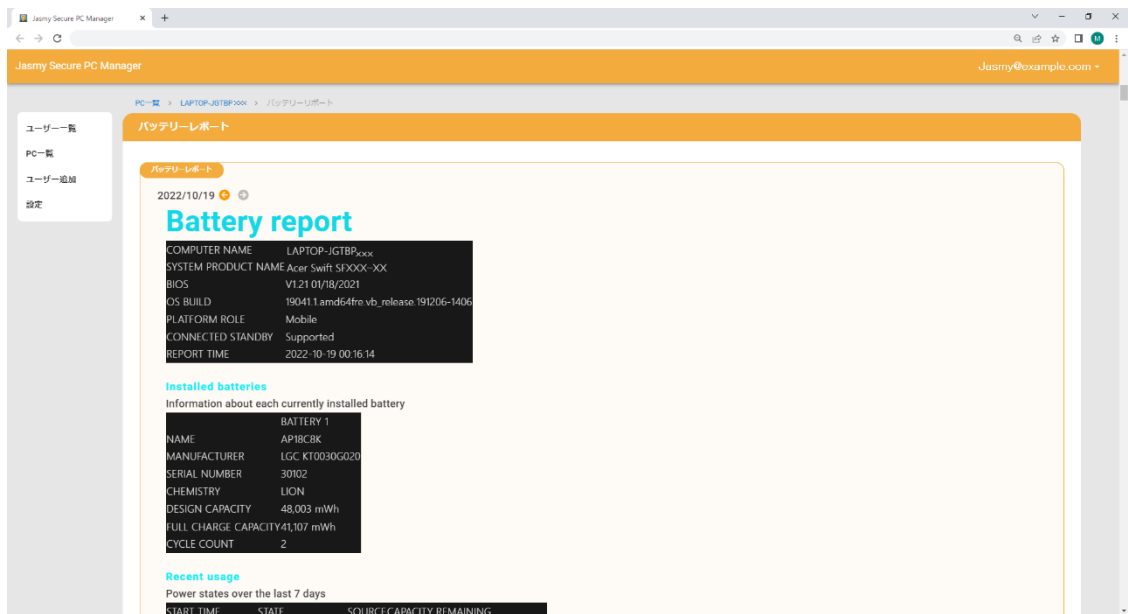 Jasmy Secure PC Manager
Jasmy Secure PC Manager
Jasmy@example.com
PC一覧 > LAPTOP-JGTBPxxx > バッテリーリポート
ユーザー一覧
PC一覧
ユーザー追加
設定
バッテリーレポート
バッテリーレポート
2022/10/19
Battery report
COMPUTER NAME LAPTOP-JGTBPxxx
SYSTEM PRODUCT NAME Acer Swift SFXXX-XX
BIOS V1.21 01/18/2021
OS BUILD 19041.1.amd64fre.vb_release.191206-1406
PLATFORM ROLE Mobile
CONNECTED STANDBY Supported
REPORT TIME 2022-10-19 00:16:14
Installed batteries
Information about each currently installed battery
BATTERY 1
NAME AP18C8K
MANUFACTURER LGC KT0030G020
SERIAL NUMBER 30102
CHEMISTRY LION
DESIGN CAPACITY 48,003 mWh
FULL CHARGE CAPACITY 41,107 mWh
CYCLE COUNT 2
Recent usage
Power states over the last 7 days
START TIME STATE SOURCE CAPACITY REMAINING